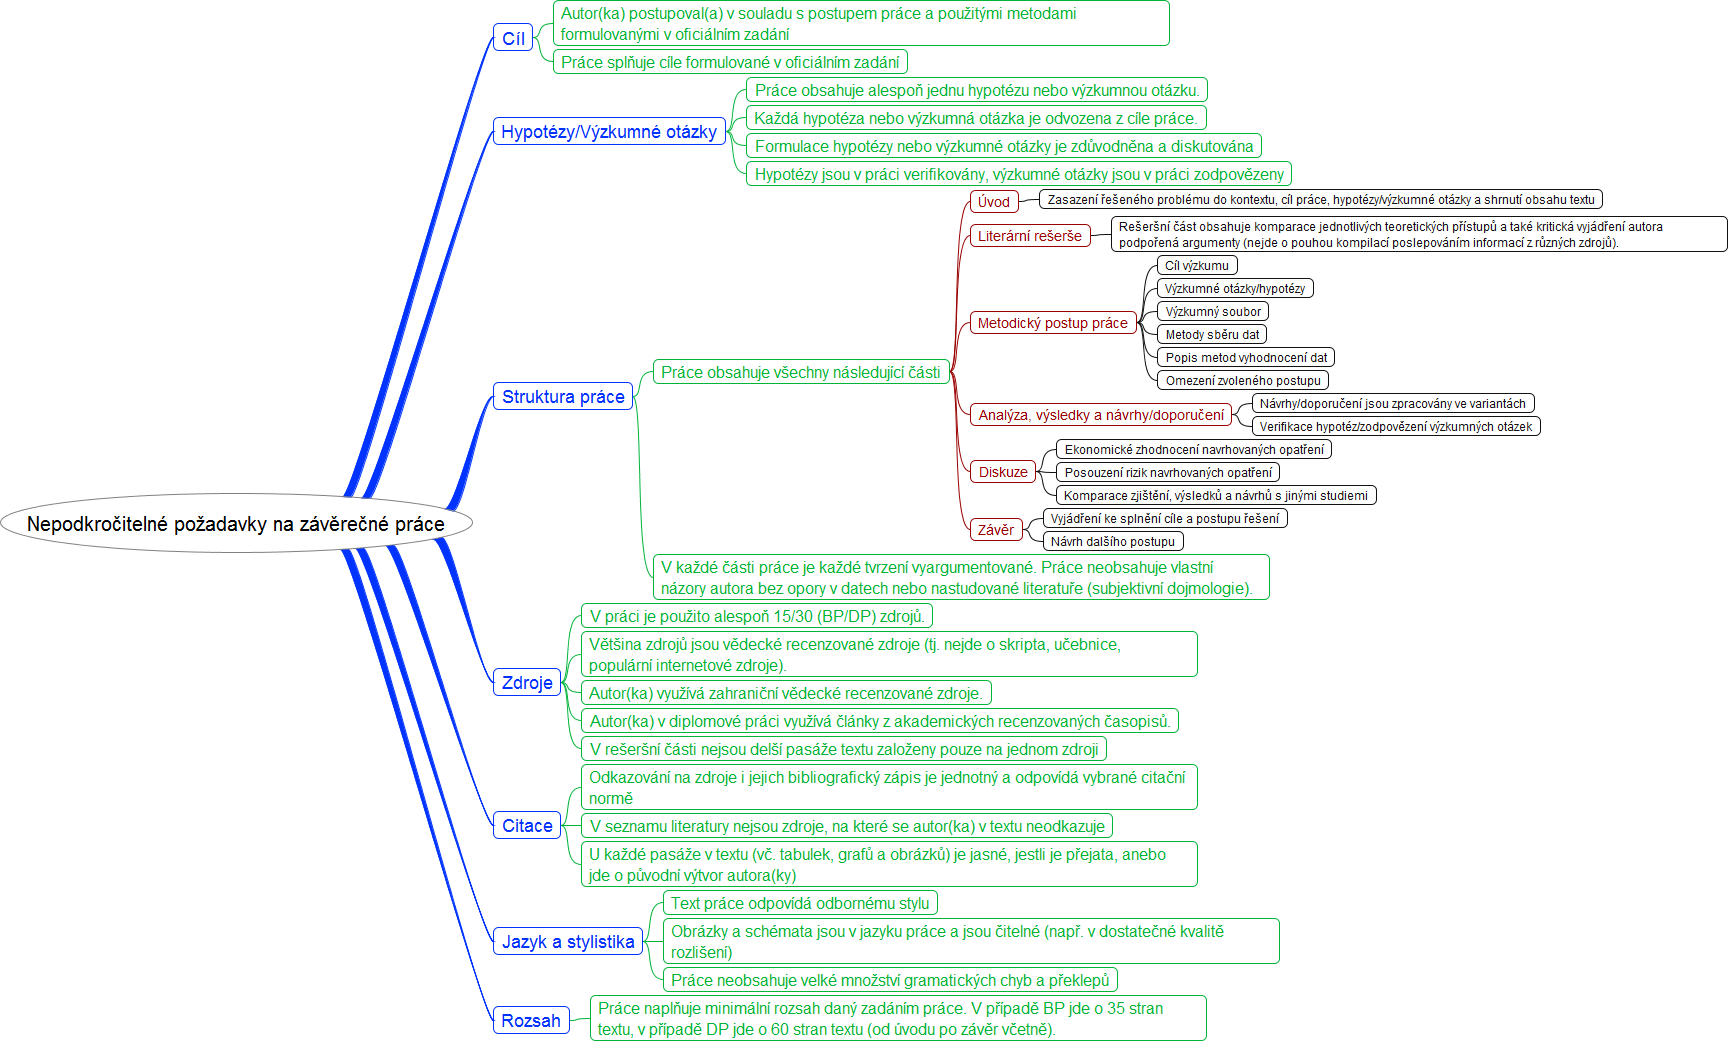 Nepodkročitelné požadavky na závěrečné práce
Cíl
Autor(ka) postupoval(a) v souladu s postupem práce a použitými metodami
formulovanými v oficiálním zadání
Práce splňuje cíle formulované v oficiálním zadání
Hypotézy/Výzkumné otázky
Práce obsahuje alespoň jednu hypotézu nebo výzkumnou otázku.
Každá hypotéza nebo výzkumná otázka je odvozena z cíle práce.
Formulace hypotézy nebo výzkumné otázky je zdůvodněna a diskutována
Hypotézy jsou v práci verifikovány, výzkumné otázky jsou v práci zodpovězeny
Struktura práce
Práce obsahuje všechny následující části
Úvod
Zasazení řešeného problému do kontextu, cíl práce, hypotézy/výzkumné otázky a shrnutí obsahu textu
Literární rešerše
Rešeršní část obsahuje komparace jednotlivých teoretických přístupů a také kritická vyjádření autora
podpořená argumenty (nejde o pouhou kompilací poslepováním informací z různých zdrojů).
Metodický postup práce
Cíl výzkumu
Výzkumné otázky/hypotézy
Výzkumný soubor
Metody sběru dat
Popis metod vyhodnocení dat
Omezení zvoleného postupu
Analýza, výsledky a návrhy/doporučení
Návrhy/doporučení jsou zpracovány ve variantách
Verifikace hypotéz/zodpovězení výzkumných otázek
Diskuze
Ekonomické zhodnocení navrhovaných opatření
Posouzení rizik navrhovaných opatření
Komparace zjištění, výsledků a návrhů s jinými studiemi
Závěr
Vyjádření ke splnění cíle a postupu řešení
Návrh dalšího postupu
V každé části práce je každé tvrzení vyargumentované. Práce neobsahuje vlastní
názory autora bez opory v datech nebo nastudované literatuře (subjektivní dojmologie).
Zdroje
V práci je použito alespoň 15/30 (BP/DP) zdrojů.
Většina zdrojů jsou vědecké recenzované zdroje (tj. nejde o skripta, učebnice,
populární internetové zdroje).
Autor(ka) využívá zahraniční vědecké recenzované zdroje.
Autor(ka) v diplomové práci využívá články z akademických recenzovaných časopisů.
V rešeršní části nejsou delší pasáže textu založeny pouze na jednom zdroji
Citace
Odkazování na zdroje i jejich bibliografický zápis je jednotný a odpovídá vybrané citační
normě
V seznamu literatury nejsou zdroje, na které se autor(ka) v textu neodkazuje
U každé pasáže v textu (vč. tabulek, grafů a obrázků) je jasné, jestli je přejata, anebo
jde o původní výtvor autora(ky)
Jazyk a stylistika
Text práce odpovídá odbornému stylu
Obrázky a schémata jsou v jazyku práce a jsou čitelné (např. v dostatečné kvalitě
rozlišení)
Práce neobsahuje velké množství gramatických chyb a překlepů
Rozsah
Práce naplňuje minimální rozsah daný zadáním práce. V případě BP jde o 35 stran
textu, v případě DP jde o 60 stran textu (od úvodu po závěr včetně).